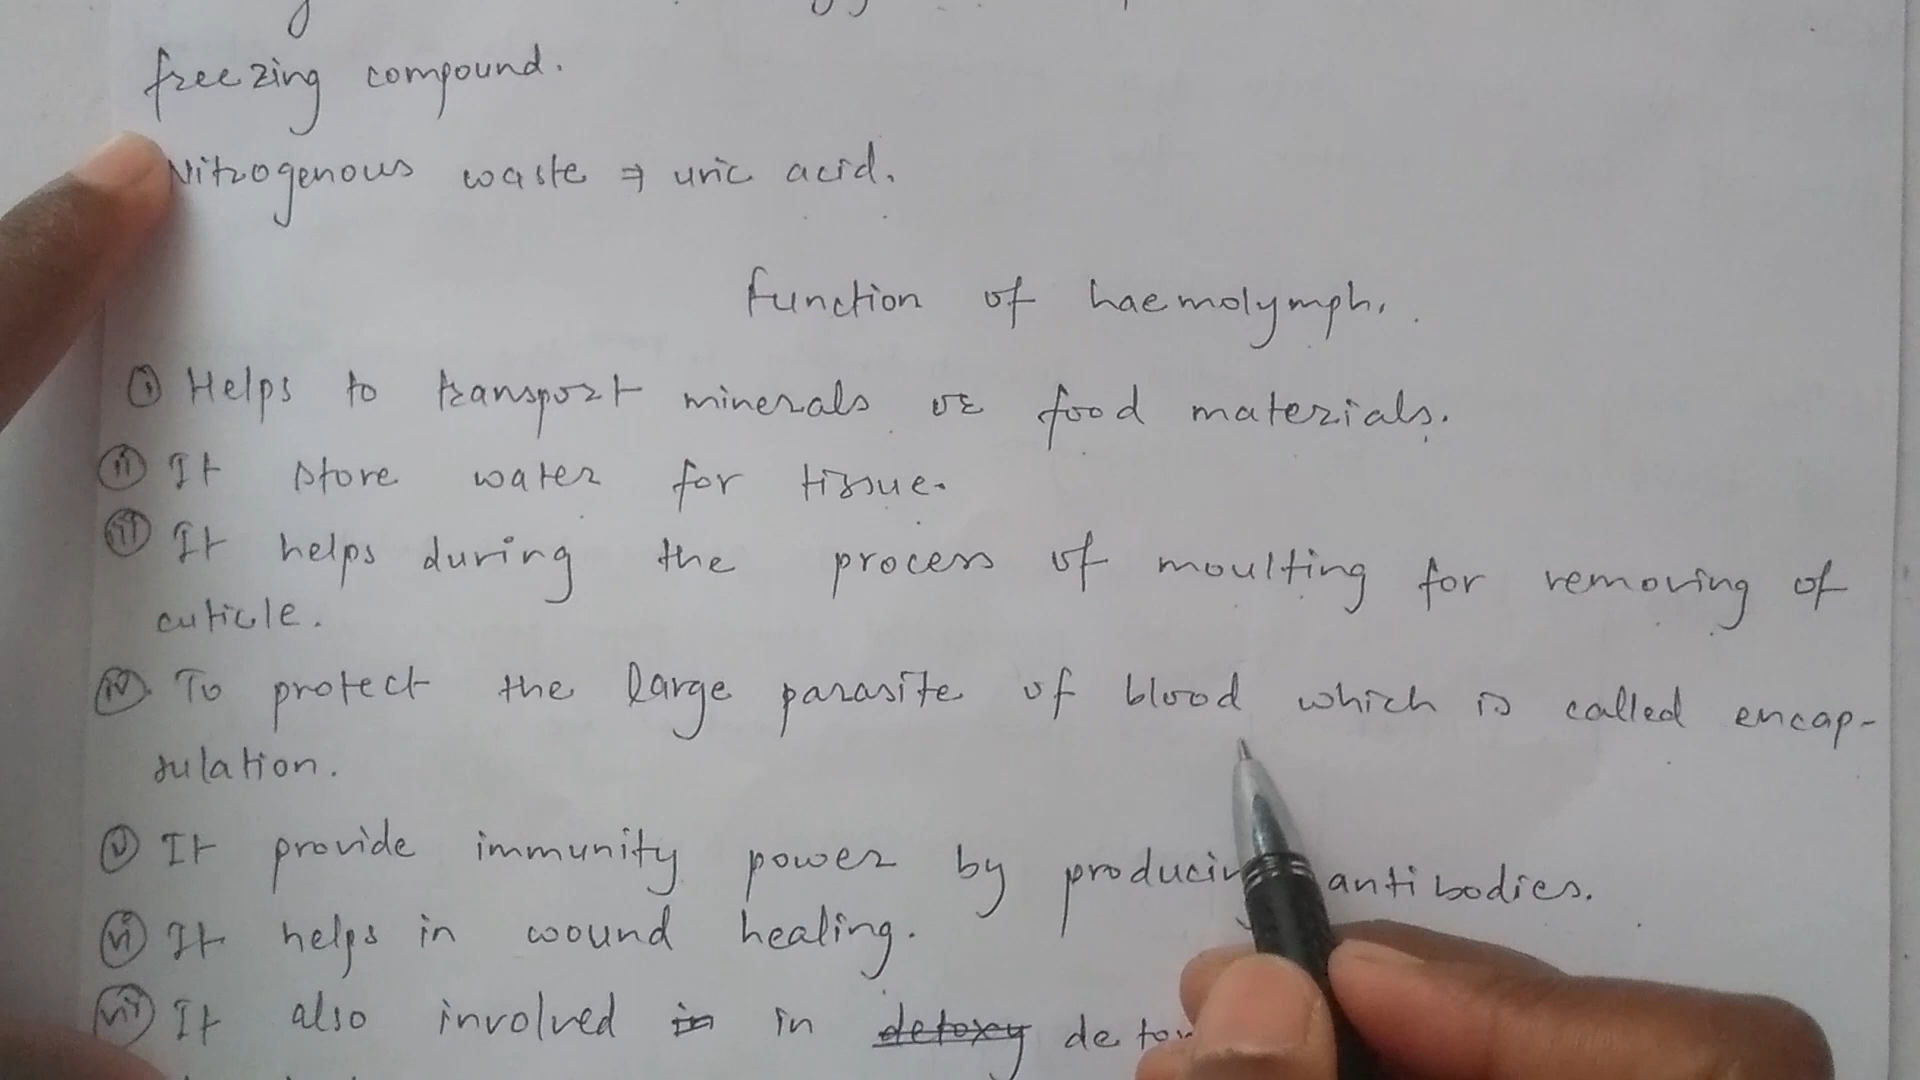 freezing compound.
Nitrogenous waste ⇒ uric acid.
Function of haemolymph.
(i) Helps to transport minerals or food materials.
(ii) It store water for tissue.
(iii) It helps during the process of moulting for removing of
cuticle.
(iv) To protect the large parasite of blood which is called encap-
sulation.
(v) It provide immunity power by producing antibodies.
(vi) It helps in wound healing.
(vii) It also involved in in detoxy